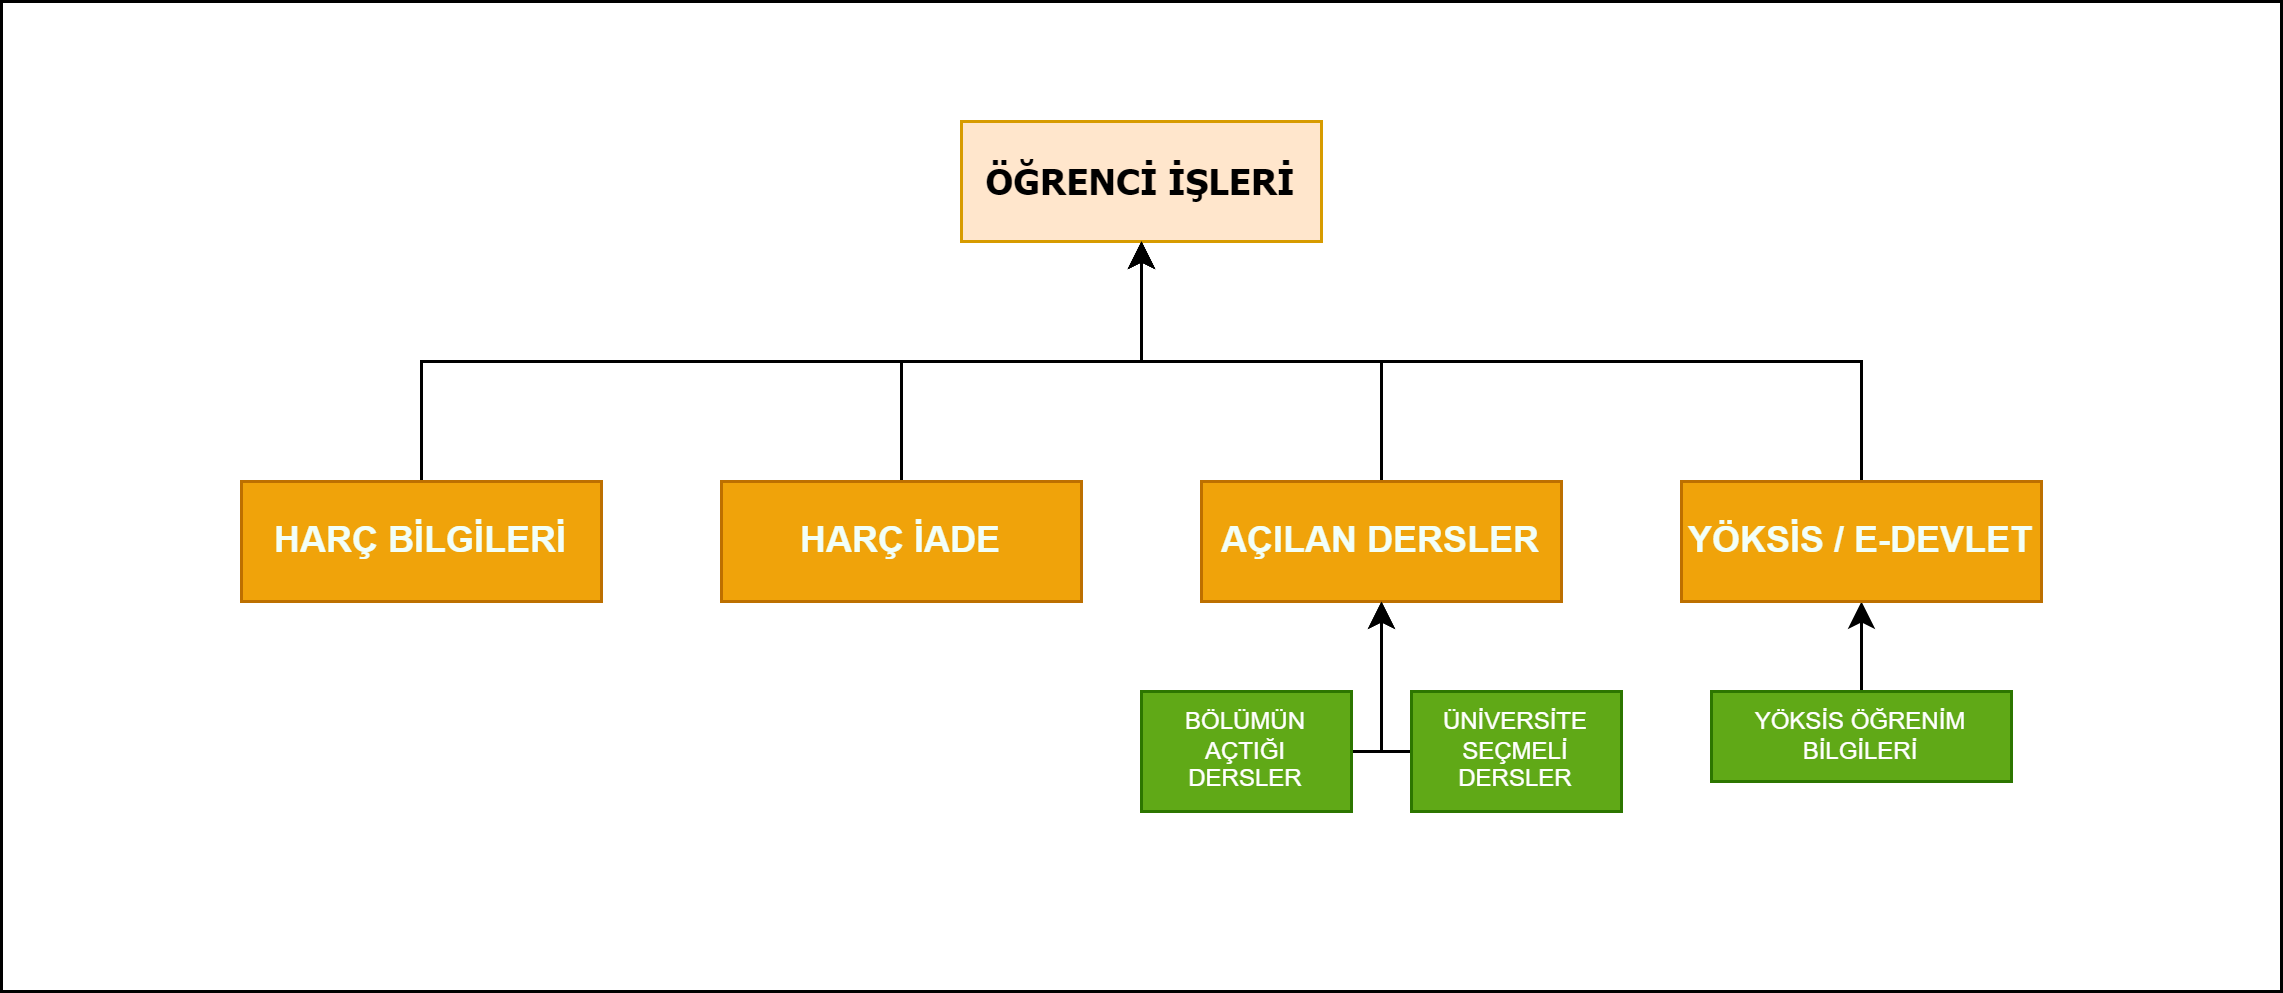 ÖĞRENCİ İŞLERİ
HARÇ BİLGİLERİ
HARÇ İADE
AÇILAN DERSLER
YÖKSİS / E-DEVLET
BÖLÜMÜN
AÇTIĞI
DERSLER
ÜNİVERSİTE
SEÇMELİ
DERSLER
YÖKSİS ÖĞRENİM
BİLGİLERİ